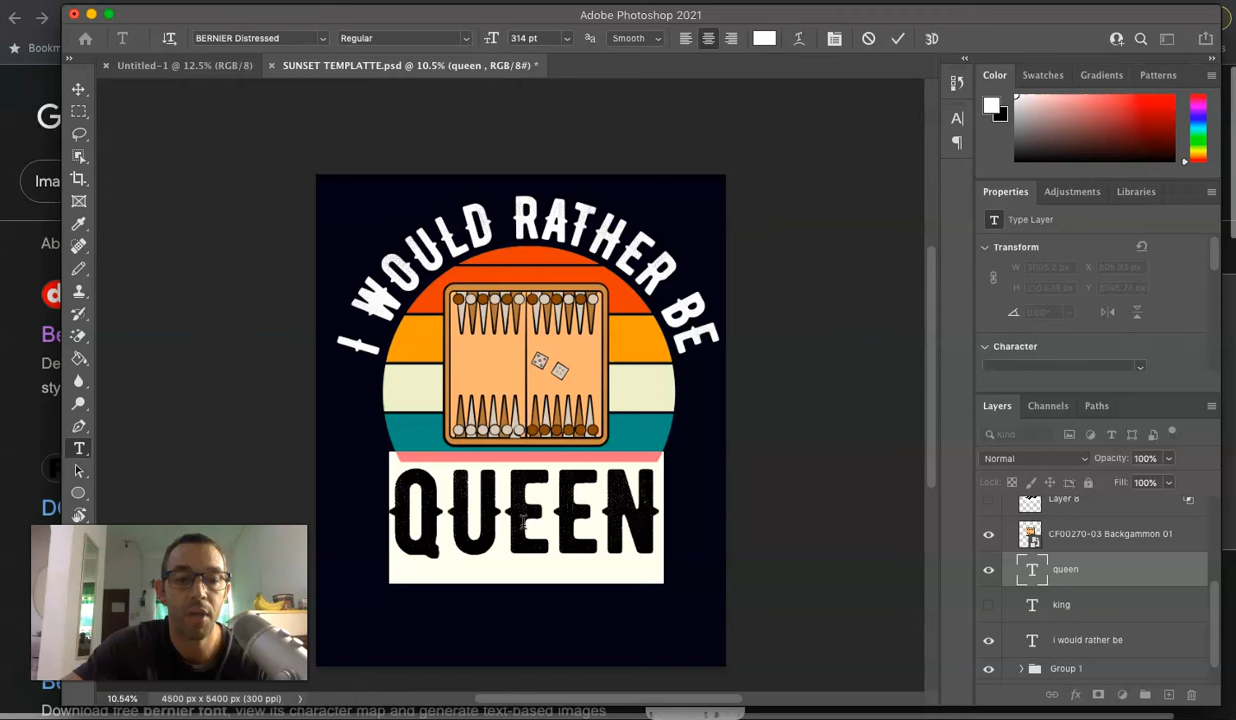 Adobe Photoshop 2021
Bookm
BERNIER Distressed
Regular
314 pt
Smooth
3D
Untitled-1 @ 12.5% (RGB/8)
SUNSET TEMPLATTE.psd @ 10.5% (queen , RGB/8#) *
Color
Swatches
Gradients
Patterns
G
Ima
Ab
Be
De
sty
I WOULD RATHER BE
QUEEN
Properties
Adjustments
Libraries
Type Layer
Transform
W
X
H
Y
Character
Layers
Channels
Paths
Kind
Normal
Opacity: 100%
Lock:
Fill: 100%
Layer 8
CF00270-03 Backgammon 01
queen
king
i would rather be
Group 1
10.54%
4500 px x 5400 px (300 ppi)
Download free bernier font, view its character map and generate text-based images